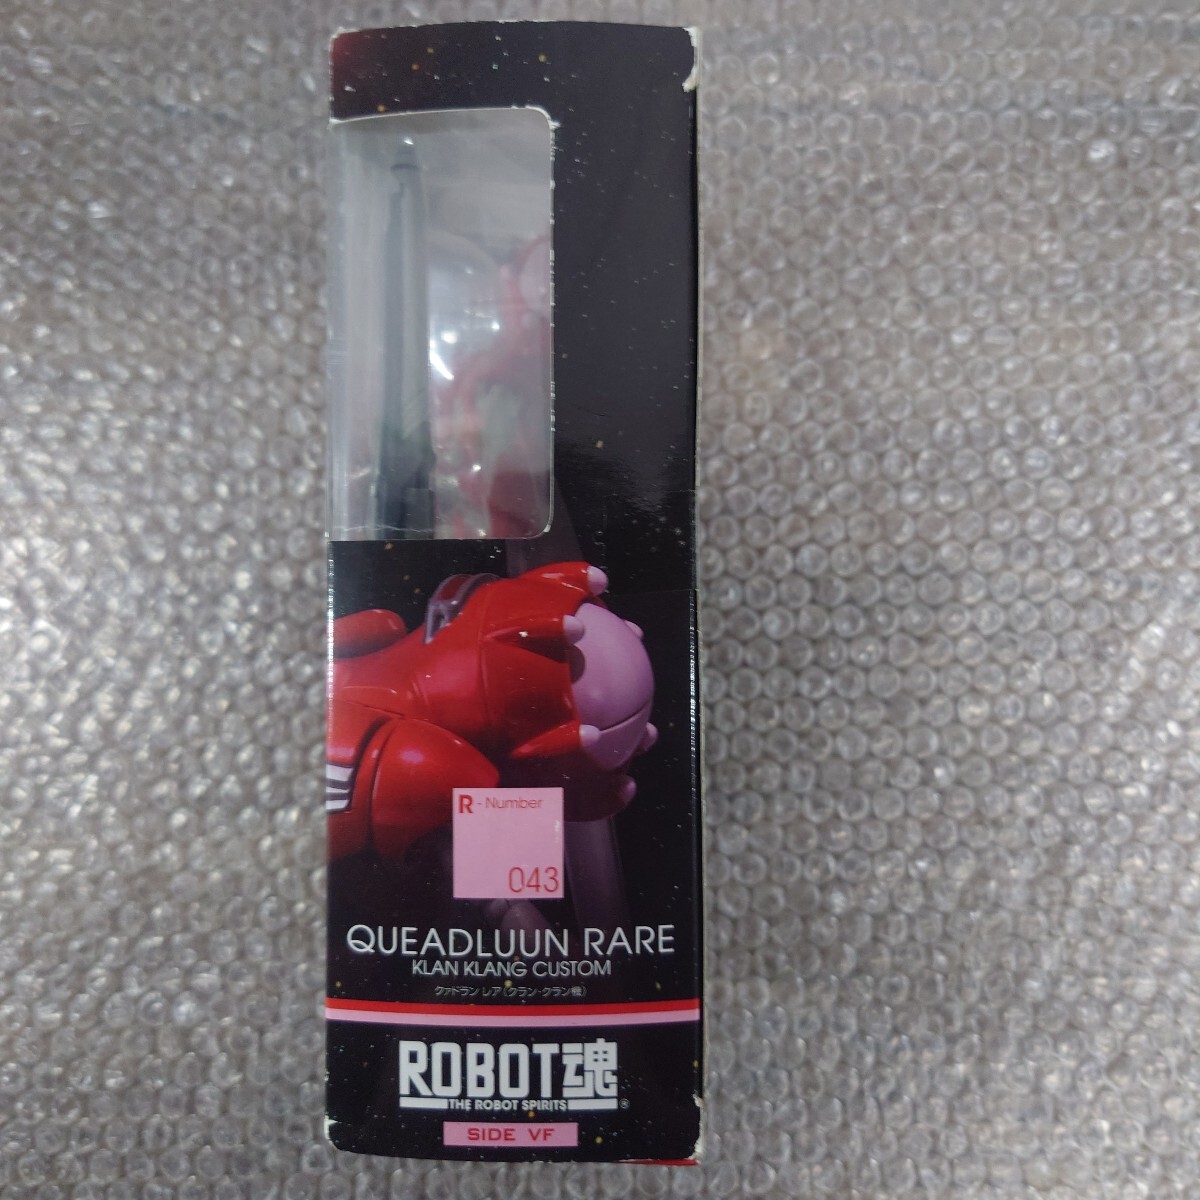 R - Number
043
QUEADLUUN RARE
KLAN KLANG CUSTOM
クァドラン レア(クラン・クラン機)
ROBOT魂
THE ROBOT SPIRITS ®
SIDE VF